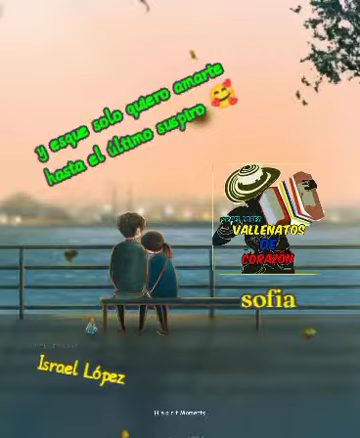 y esque solo quiero amarte
hasta el último suspiro
VALLENATOS
DE
CORAZON
sofia
Israel López